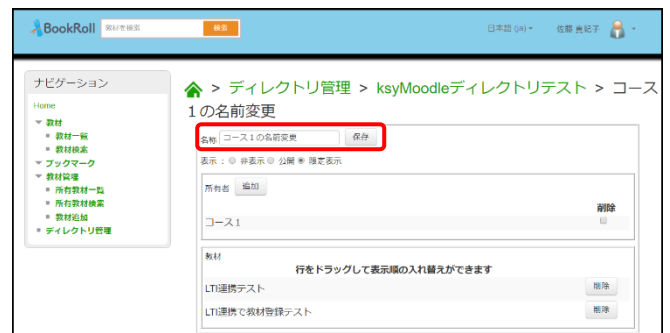 BookRoll 教材を検索 検索 日本語 (ja) 佐藤 真紀子
ナビゲーション
Home
教材
教材一覧
教材検索
ブックマーク
教材管理
所有教材一覧
所有教材検索
教材追加
ディレクトリ管理
> ディレクトリ管理 > ksyMoodleディレクトリテスト > コース
1の名前変更
名称 コース1の名前変更 保存
表示 : 非表示 公開 限定表示
所有者 追加
削除
コース1
教材
行をドラッグして表示順の入れ替えができます
LTI連携テスト 削除
LTI連携で教材登録テスト 削除